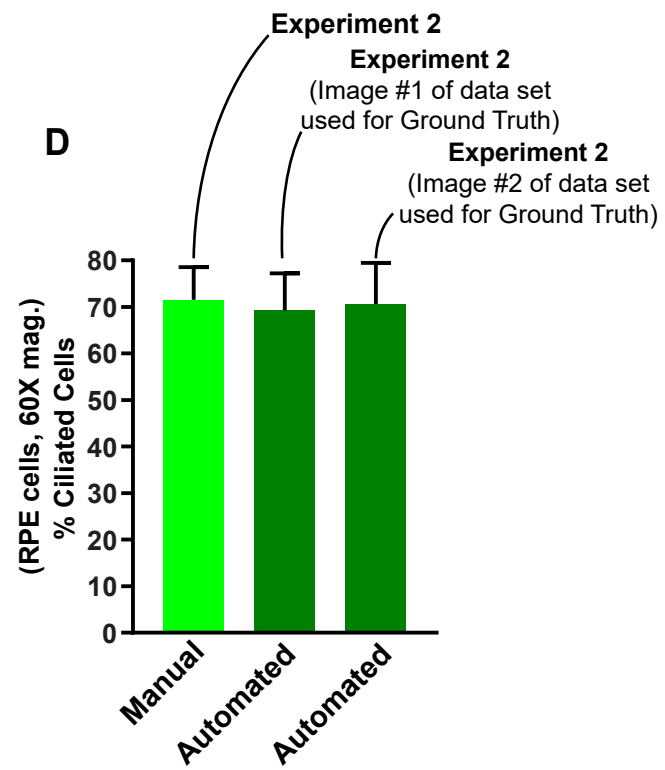 Experiment 2
Experiment 2
(Image #1 of data set
used for Ground Truth)
Experiment 2
(Image #2 of data set
used for Ground Truth)
D
(RPE cells, 60X mag.)
% Ciliated Cells
80
70
60
50
40
30
20
10
0
Manual
Automated
Automated